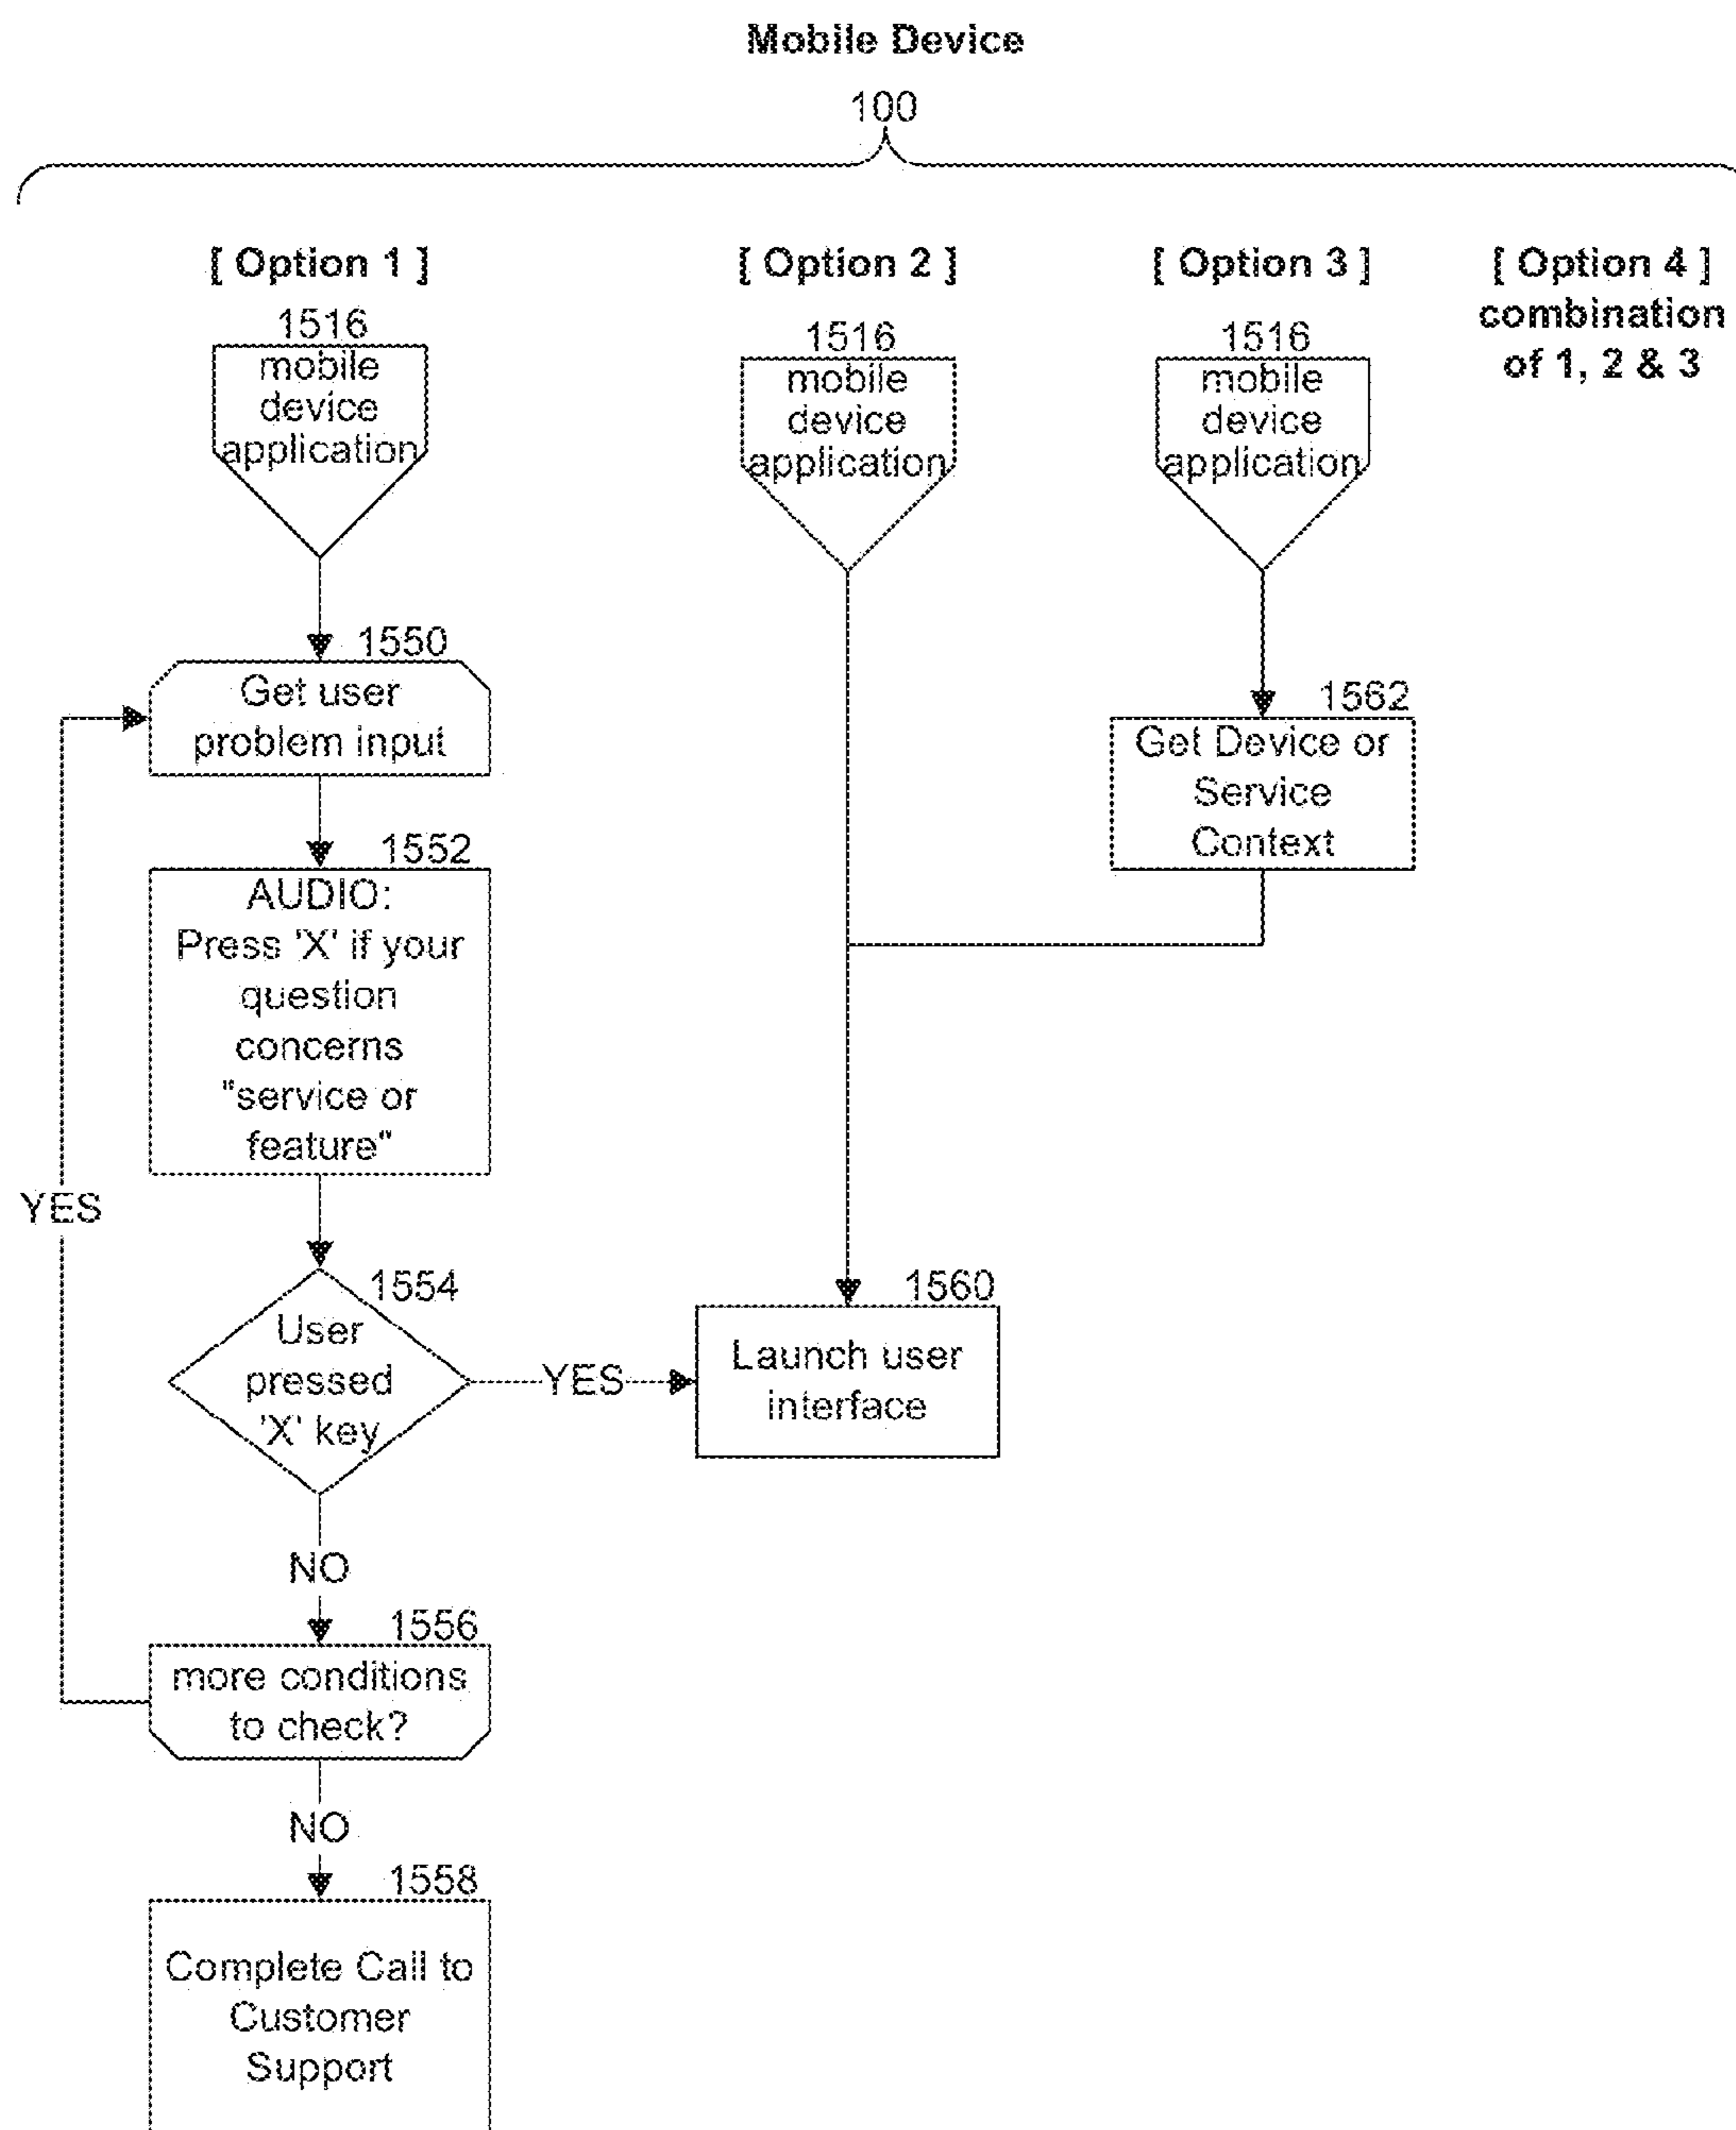 Mobile Device
100
[ Option 1 ]
1516
mobile
device
application
1550
Get user
problem input
1552
AUDIO:
Press 'X' if your
question
concerns
"service or
feature"
YES
1554
User
pressed
'X' key
YES
NO
1556
more conditions
to check?
NO
1558
Complete Call to
Customer
Support
[ Option 2 ]
1516
mobile
device
application
1560
Launch user
interface
[ Option 3 ]
1516
mobile
device
application
1562
Get Device or
Service
Context
[ Option 4 ]
combination
of 1, 2 & 3